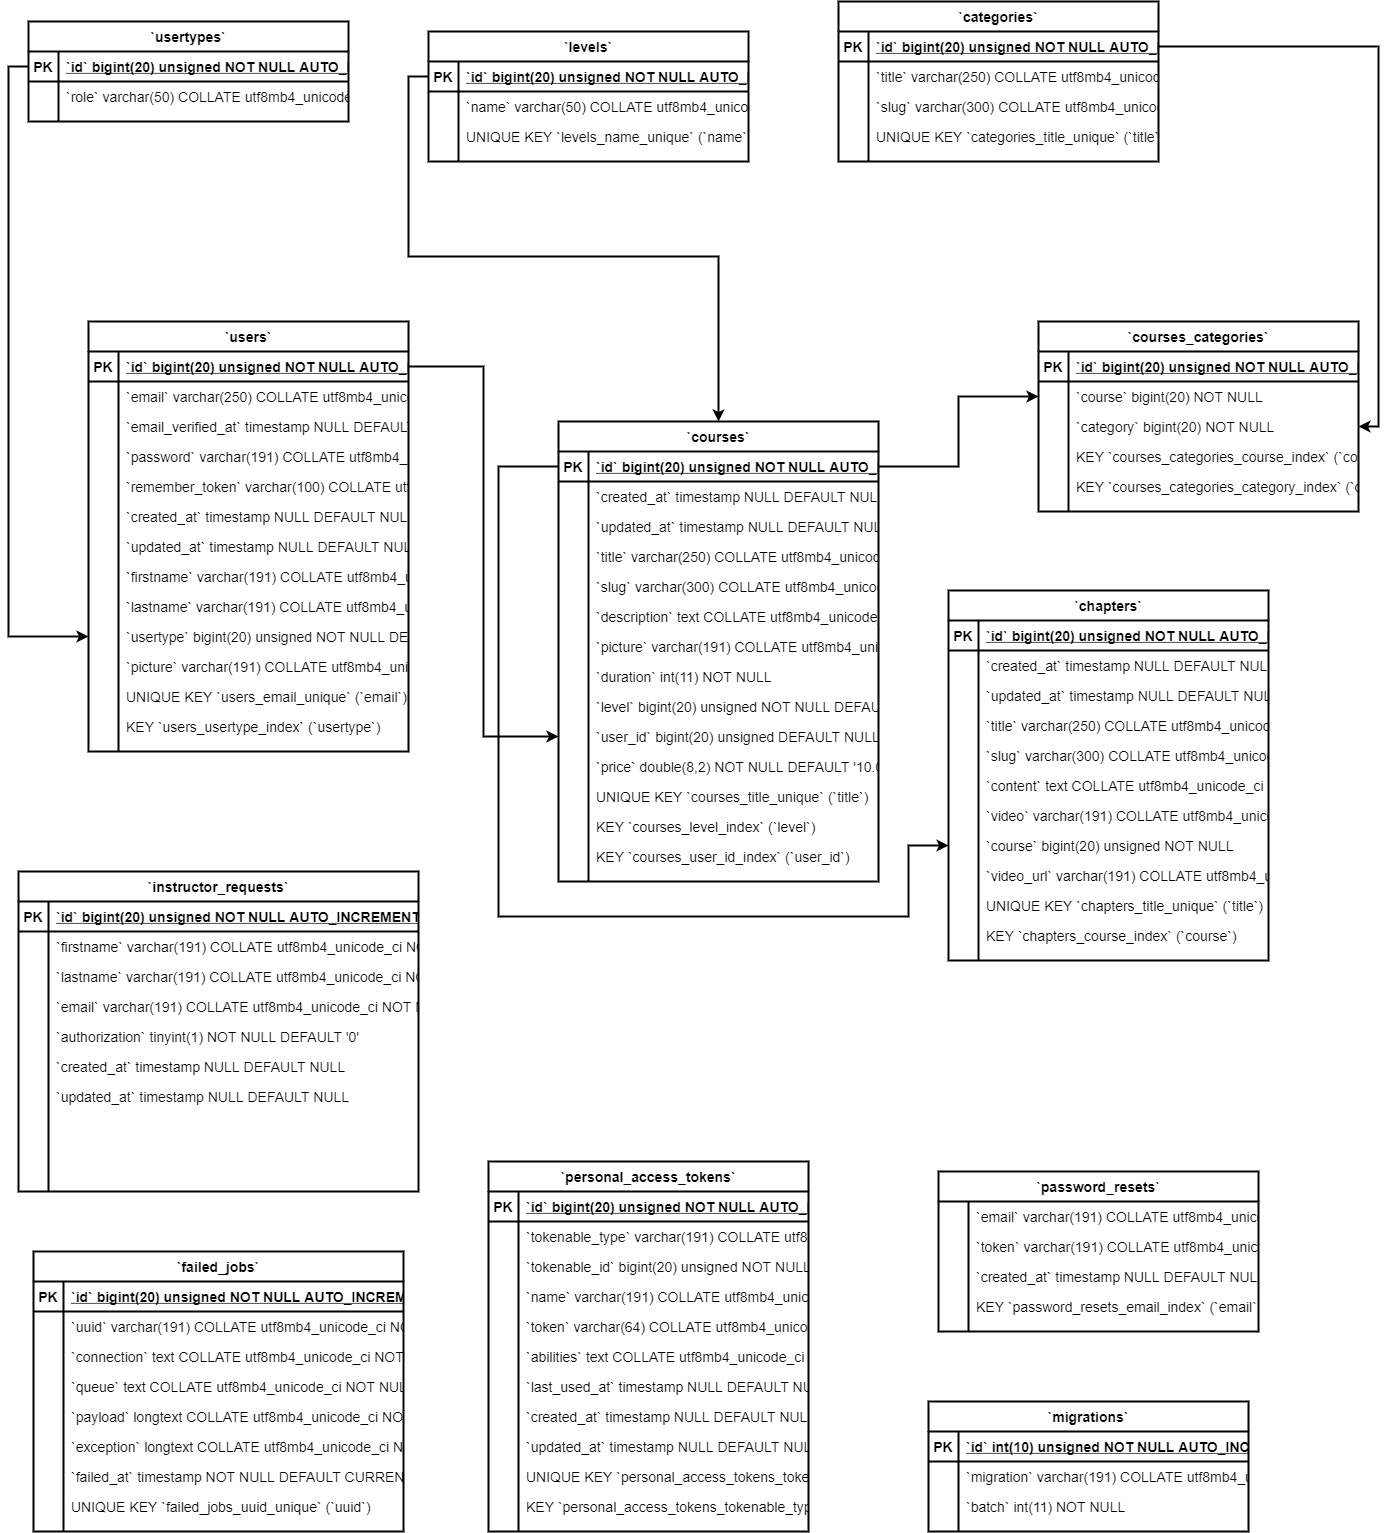 `usertypes`
PK `id` bigint(20) unsigned NOT NULL AUTO_
`role` varchar(50) COLLATE utf8mb4_unicode
`levels`
PK `id` bigint(20) unsigned NOT NULL AUTO_
`name` varchar(50) COLLATE utf8mb4_unico
UNIQUE KEY `levels_name_unique` (`name`
`categories`
PK `id` bigint(20) unsigned NOT NULL AUTO_
`title` varchar(250) COLLATE utf8mb4_unicod
`slug` varchar(300) COLLATE utf8mb4_unico
UNIQUE KEY `categories_title_unique` (`title`
`users`
PK `id` bigint(20) unsigned NOT NULL AUTO_
`email` varchar(250) COLLATE utf8mb4_unic
`email_verified_at` timestamp NULL DEFAUL
`password` varchar(191) COLLATE utf8mb4_
`remember_token` varchar(100) COLLATE ut
`created_at` timestamp NULL DEFAULT NUL
`updated_at` timestamp NULL DEFAULT NUL
`firstname` varchar(191) COLLATE utf8mb4_u
`lastname` varchar(191) COLLATE utf8mb4_u
`usertype` bigint(20) unsigned NOT NULL DE
`picture` varchar(191) COLLATE utf8mb4_uni
UNIQUE KEY `users_email_unique` (`email`)
KEY `users_usertype_index` (`usertype`)
`courses`
PK `id` bigint(20) unsigned NOT NULL AUTO_
`created_at` timestamp NULL DEFAULT NUL
`updated_at` timestamp NULL DEFAULT NUL
`title` varchar(250) COLLATE utf8mb4_unicod
`slug` varchar(300) COLLATE utf8mb4_unico
`description` text COLLATE utf8mb4_unicode
`picture` varchar(191) COLLATE utf8mb4_uni
`duration` int(11) NOT NULL
`level` bigint(20) unsigned NOT NULL DEFAU
`user_id` bigint(20) unsigned DEFAULT NULL
`price` double(8,2) NOT NULL DEFAULT '10.0
UNIQUE KEY `courses_title_unique` (`title`)
KEY `courses_level_index` (`level`)
KEY `courses_user_id_index` (`user_id`)
`courses_categories`
PK `id` bigint(20) unsigned NOT NULL AUTO_
`course` bigint(20) NOT NULL
`category` bigint(20) NOT NULL
KEY `courses_categories_course_index` (`co
KEY `courses_categories_category_index` (`c
`chapters`
PK `id` bigint(20) unsigned NOT NULL AUTO_
`created_at` timestamp NULL DEFAULT NUL
`updated_at` timestamp NULL DEFAULT NUL
`title` varchar(250) COLLATE utf8mb4_unicod
`slug` varchar(300) COLLATE utf8mb4_unico
`content` text COLLATE utf8mb4_unicode_ci
`video` varchar(191) COLLATE utf8mb4_unic
`course` bigint(20) unsigned NOT NULL
`video_url` varchar(191) COLLATE utf8mb4_u
UNIQUE KEY `chapters_title_unique` (`title`)
KEY `chapters_course_index` (`course`)
`instructor_requests`
PK `id` bigint(20) unsigned NOT NULL AUTO_INCREMENT
`firstname` varchar(191) COLLATE utf8mb4_unicode_ci NO
`lastname` varchar(191) COLLATE utf8mb4_unicode_ci NO
`email` varchar(191) COLLATE utf8mb4_unicode_ci NOT N
`authorization` tinyint(1) NOT NULL DEFAULT '0'
`created_at` timestamp NULL DEFAULT NULL
`updated_at` timestamp NULL DEFAULT NULL
`failed_jobs`
PK `id` bigint(20) unsigned NOT NULL AUTO_INCREM
`uuid` varchar(191) COLLATE utf8mb4_unicode_ci NO
`connection` text COLLATE utf8mb4_unicode_ci NOT
`queue` text COLLATE utf8mb4_unicode_ci NOT NUL
`payload` longtext COLLATE utf8mb4_unicode_ci NO
`exception` longtext COLLATE utf8mb4_unicode_ci N
`failed_at` timestamp NOT NULL DEFAULT CURREN
UNIQUE KEY `failed_jobs_uuid_unique` (`uuid`)
`personal_access_tokens`
PK `id` bigint(20) unsigned NOT NULL AUTO_
`tokenable_type` varchar(191) COLLATE utf8
`tokenable_id` bigint(20) unsigned NOT NULL
`name` varchar(191) COLLATE utf8mb4_unic
`token` varchar(64) COLLATE utf8mb4_unico
`abilities` text COLLATE utf8mb4_unicode_ci
`last_used_at` timestamp NULL DEFAULT NU
`created_at` timestamp NULL DEFAULT NUL
`updated_at` timestamp NULL DEFAULT NUL
UNIQUE KEY `personal_access_tokens_toke
KEY `personal_access_tokens_tokenable_typ
`password_resets`
`email` varchar(191) COLLATE utf8mb4_unic
`token` varchar(191) COLLATE utf8mb4_unic
`created_at` timestamp NULL DEFAULT NUL
KEY `password_resets_email_index` (`email`
`migrations`
PK `id` int(10) unsigned NOT NULL AUTO_INC
`migration` varchar(191) COLLATE utf8mb4_u
`batch` int(11) NOT NULL